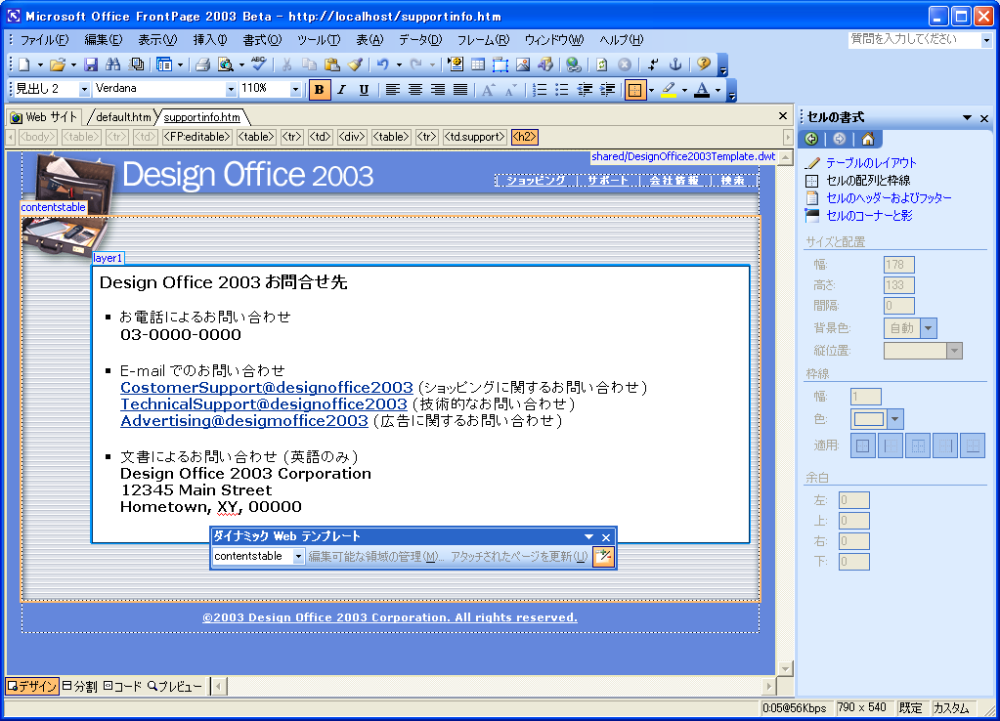 Microsoft Office FrontPage 2003 Beta - http://localhost/supportinfo.htm
ファイル(F) 編集(E) 表示(V) 挿入(I) 書式(O) ツール(T) 表(A) データ(D) フレーム(R) ウィンドウ(W) ヘルプ(H) 質問を入力してください
ABC
見出し 2 Verdana 110% B I U A A A
Web サイト default.htm supportinfo.htm
<body> <table> <tr> <td> <FP:editable> <table> <tr> <td> <div> <table> <tr> <td.support> <h2>
shared/DesignOffice2003Template.dwt
Design Office 2003
ショッピング サポート 会社情報 検索
contentstable
layer1
Design Office 2003 お問合せ先
▪ お電話によるお問い合わせ
03-0000-0000
▪ E-mail でのお問い合わせ
CostomerSupport@designoffice2003 (ショッピングに関するお問い合わせ)
TechnicalSupport@designoffice2003 (技術的なお問い合わせ)
Advertising@desigmoffice2003 (広告に関するお問い合わせ)
▪ 文書によるお問い合わせ (英語のみ)
Design Office 2003 Corporation
12345 Main Street
Hometown, XY, 00000
ダイナミック Web テンプレート
contentstable 編集可能な領域の管理(M)... アタッチされたページを更新(U)
©2003 Design Office 2003 Corporation. All rights reserved.
セルの書式
テーブルのレイアウト
セルの配列と枠線
セルのヘッダーおよびフッター
セルのコーナーと影
サイズと配置
幅: 178
高さ: 133
間隔: 0
背景色: 自動
縦位置:
枠線
幅: 1
色:
適用:
余白
左: 0
上: 0
右: 0
下: 0
デザイン 分割 コード プレビュー
0:05@56Kbps 790 x 540 既定 カスタム